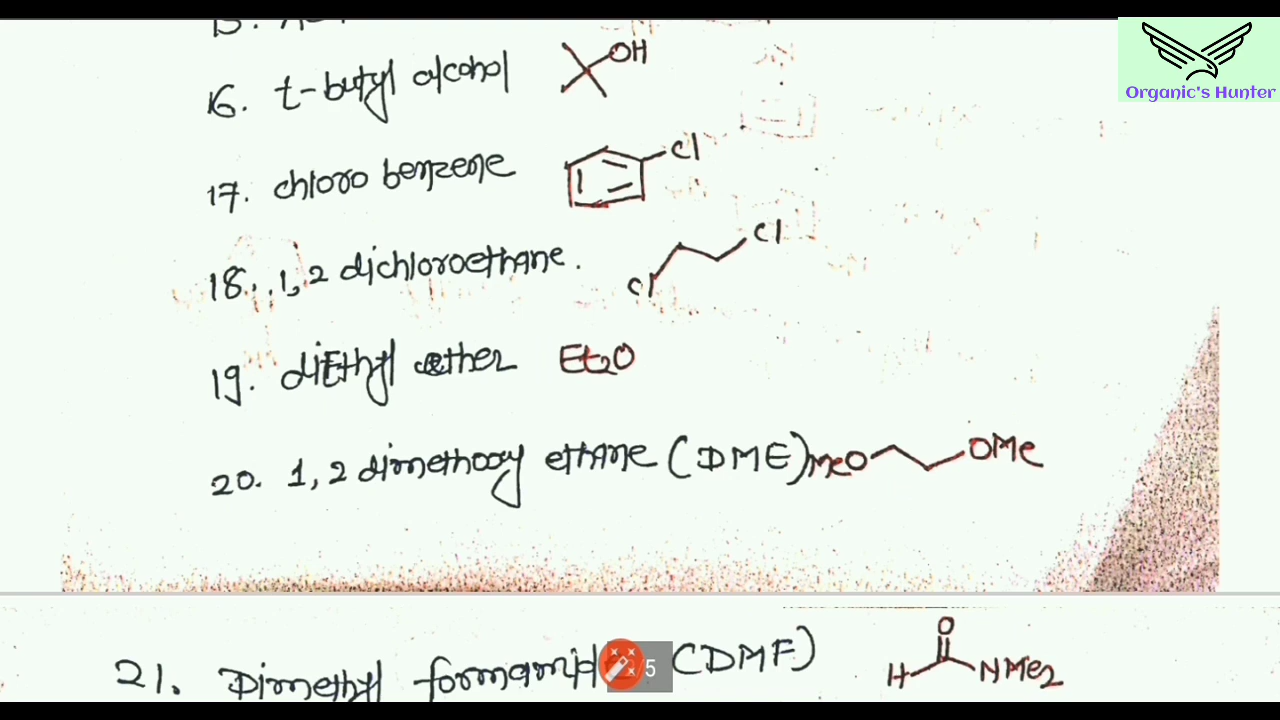 Organic's Hunter
16. t-butyl alcohol OH
17. chloro benzene Cl
18. 1,2 dichloroethane. Cl Cl
19. diEthyl ether Et2O
20. 1,2 dimethoxy ethane (DME) MeO OMe
21. Dimethyl (DMF) O H NMe2
5